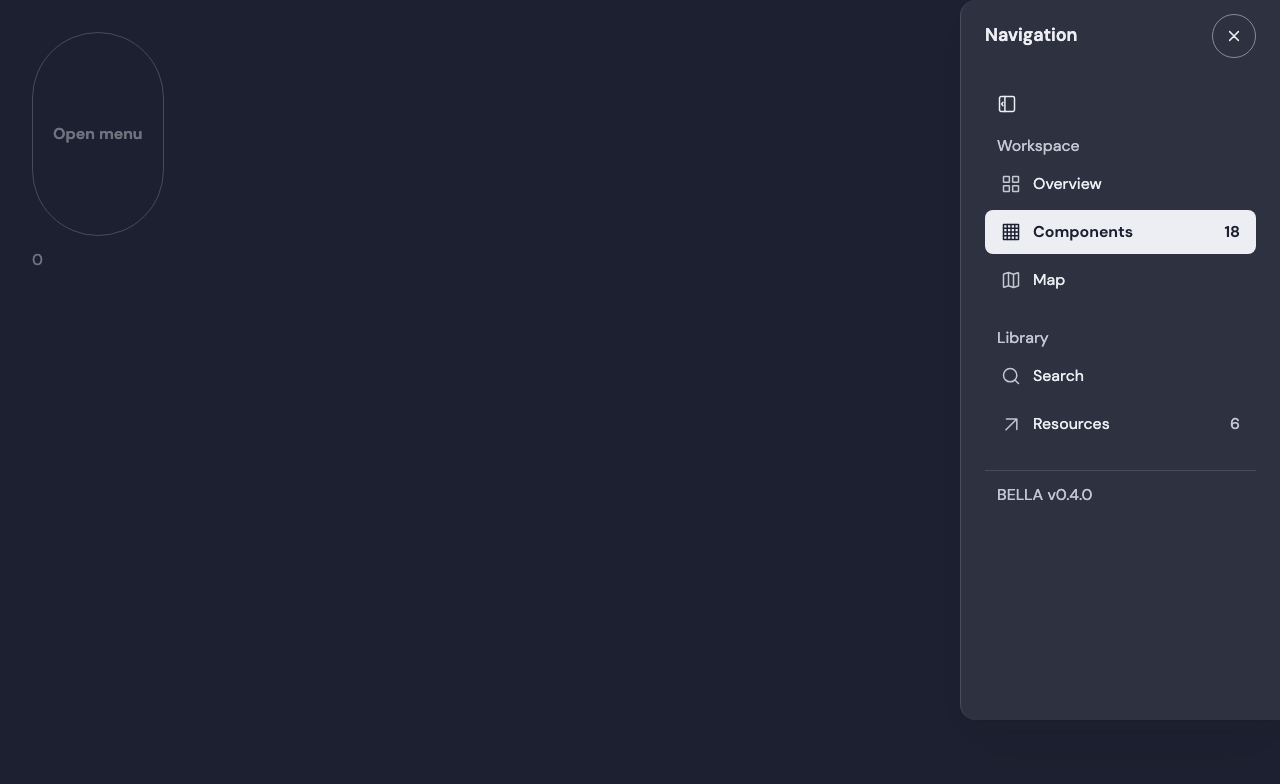 Navigation
Open menu
0
Workspace
Overview
Components 18
Map
Library
Search
Resources 6
BELLA v0.4.0